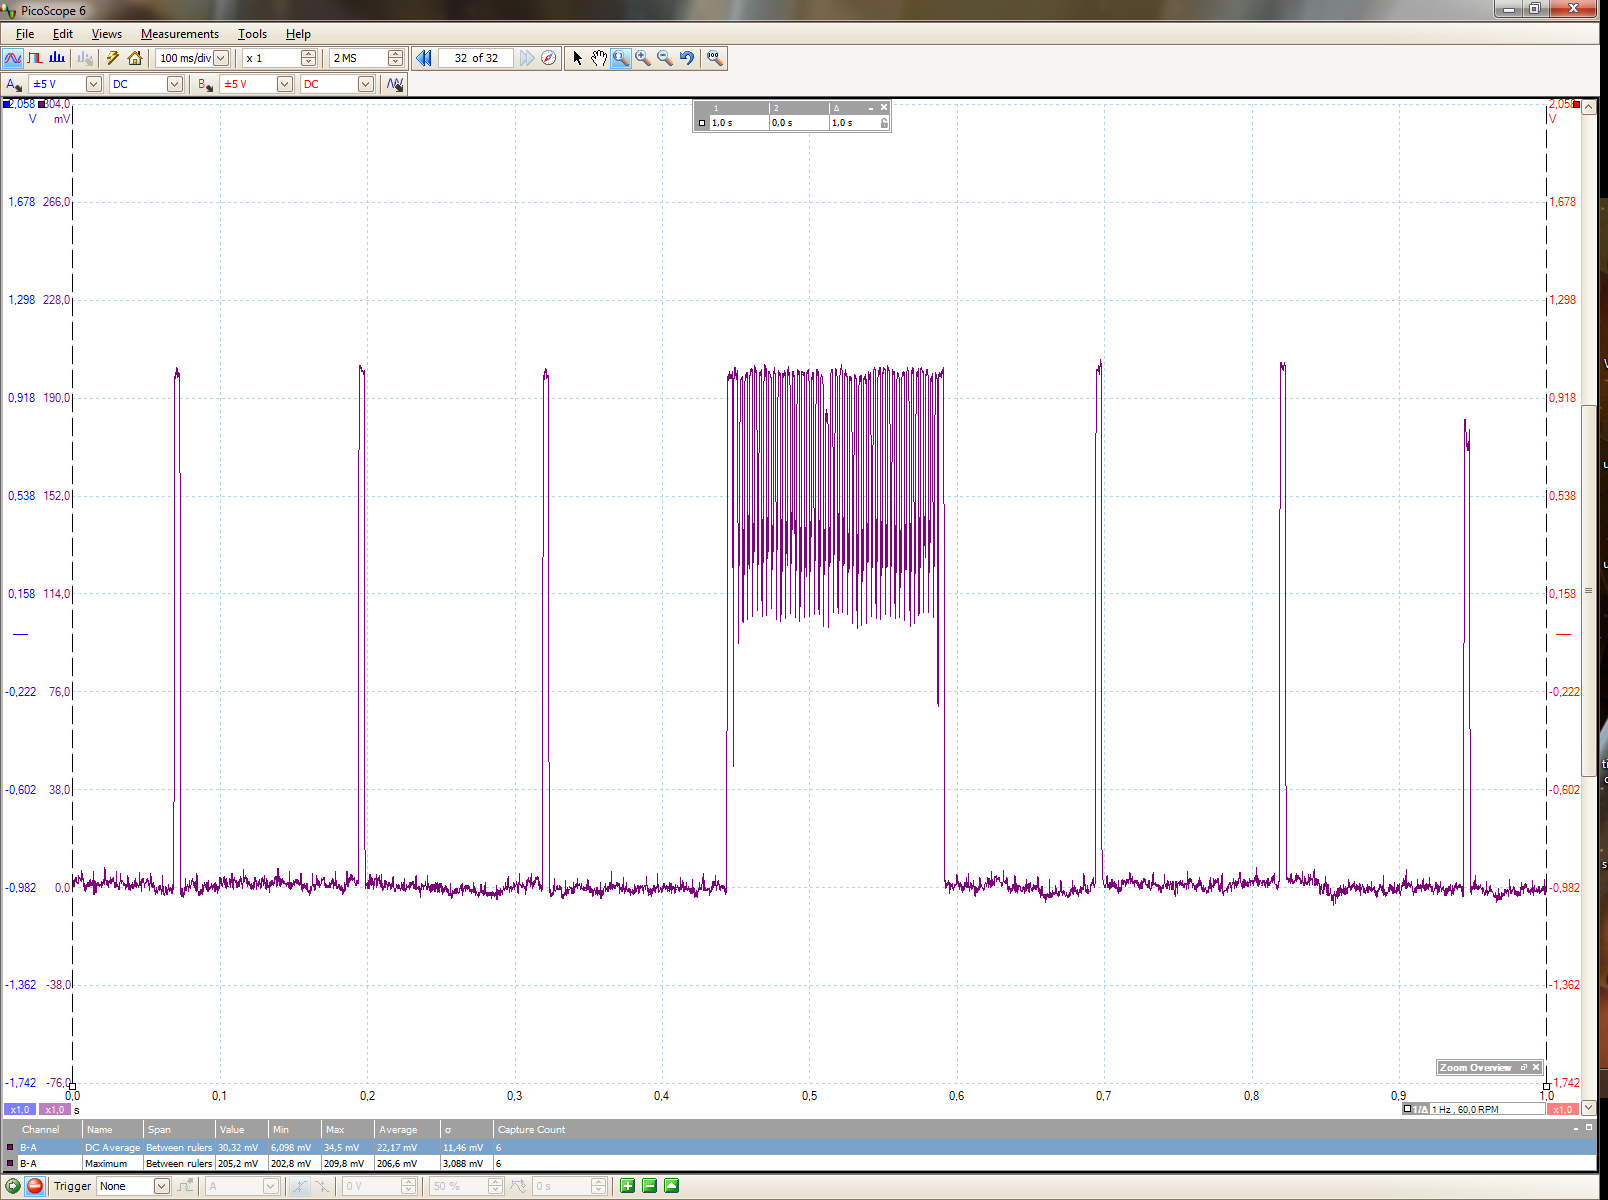 PicoScope 6
File Edit Views Measurements Tools Help
100 ms/div x 1 2 MS 32 of 32
A ±5 V DC B ±5 V DC
2,058 304,0 1 2 Δ 2,058
V mV 1,0 s 0,0 s 1,0 s V
1,678 266,0 1,678
1,298 228,0 1,298
0,918 190,0 0,918
0,538 152,0 0,538
0,158 114,0 0,158
-0,222 76,0 -0,222
-0,602 38,0 -0,602
-0,982 0,0 -0,982
-1,362 -38,0 -1,362
Zoom Overview
-1,742 -76,0 1,742
0,0 0,1 0,2 0,3 0,4 0,5 0,6 0,7 0,8 0,9 1,0
x1,0 x1,0 s 1/Δ 1 Hz , 60,0 RPM x1,0
Channel Name Span Value Min Max Average σ Capture Count
B-A DC Average Between rulers 30,32 mV 6,098 mV 34,5 mV 22,17 mV 11,46 mV 6
B-A Maximum Between rulers 205,2 mV 202,8 mV 209,8 mV 206,6 mV 3,088 mV 6
Trigger None A 0 V 50 % 0 s